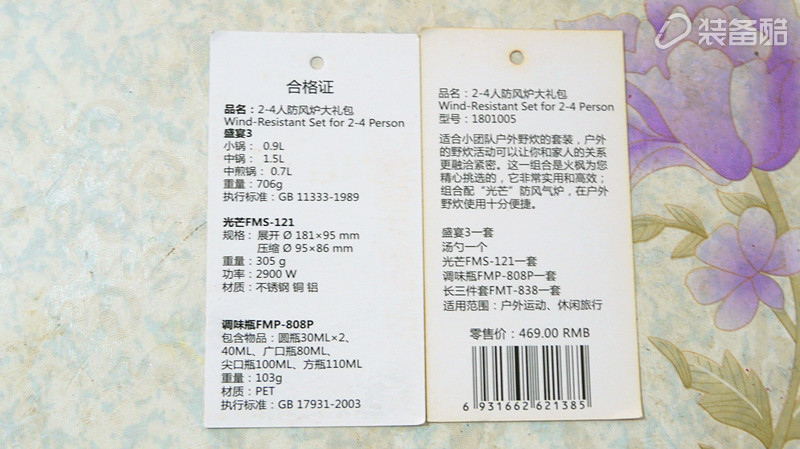 装备酷
合格证
品名：2-4人防风炉大礼包
Wind-Resistant Set for 2-4 Person
盛宴3
小锅： 0.9L
中锅： 1.5L
中煎锅： 0.7L
重量：706g
执行标准：GB 11333-1989
光芒FMS-121
规格： 展开 Ø 181×95 mm
压缩 Ø 95×86 mm
重量：305 g
功率：2900 W
材质：不锈钢 铜 铝
调味瓶FMP-808P
包含物品：圆瓶30ML×2、
40ML、广口瓶80ML、
尖口瓶100ML、方瓶110ML
重量：103g
材质：PET
执行标准：GB 17931-2003
品名：2-4人防风炉大礼包
Wind-Resistant Set for 2-4 Person
型号：1801005
适合小团队户外野炊的套装，户外
的野炊活动可以让你和家人的关系
更融洽紧密。这一组合是火枫为您
精心挑选的，它非常实用和高效；
组合配“光芒”防风气炉，在户外
野炊使用十分便捷。
盛宴3一套
汤勺一个
光芒FMS-121一套
调味瓶FMP-808P一套
长三件套FMT-838一套
适用范围：户外运动、休闲旅行
零售价：469.00 RMB
6 931662 621385